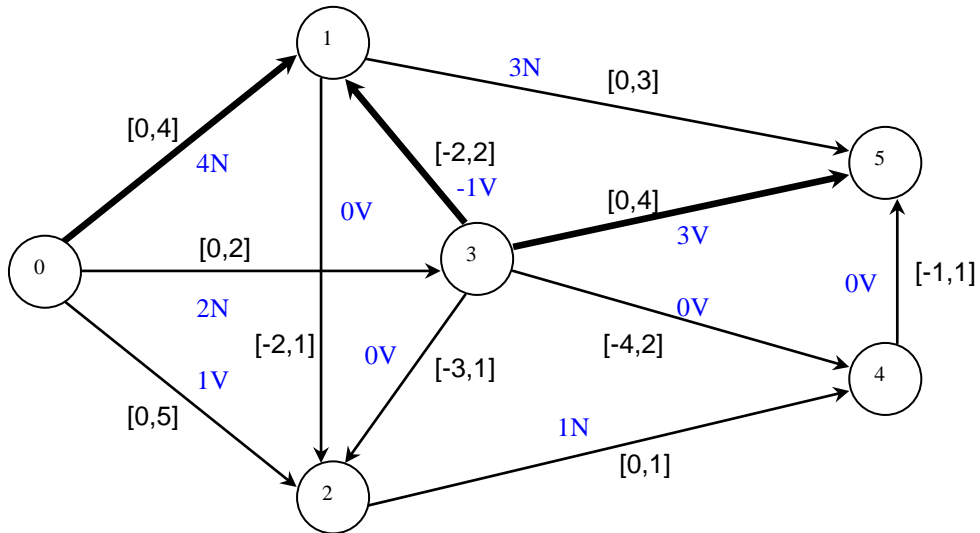 1
3N
[0,3]
[0,4]
4N
[-2,2]
-1V
5
0V
[0,4]
3V
[0,2]
3
0
2N
0V
[-1,1]
0V
[-2,1]
0V
[-4,2]
[-3,1]
1V
4
[0,5]
1N
[0,1]
2